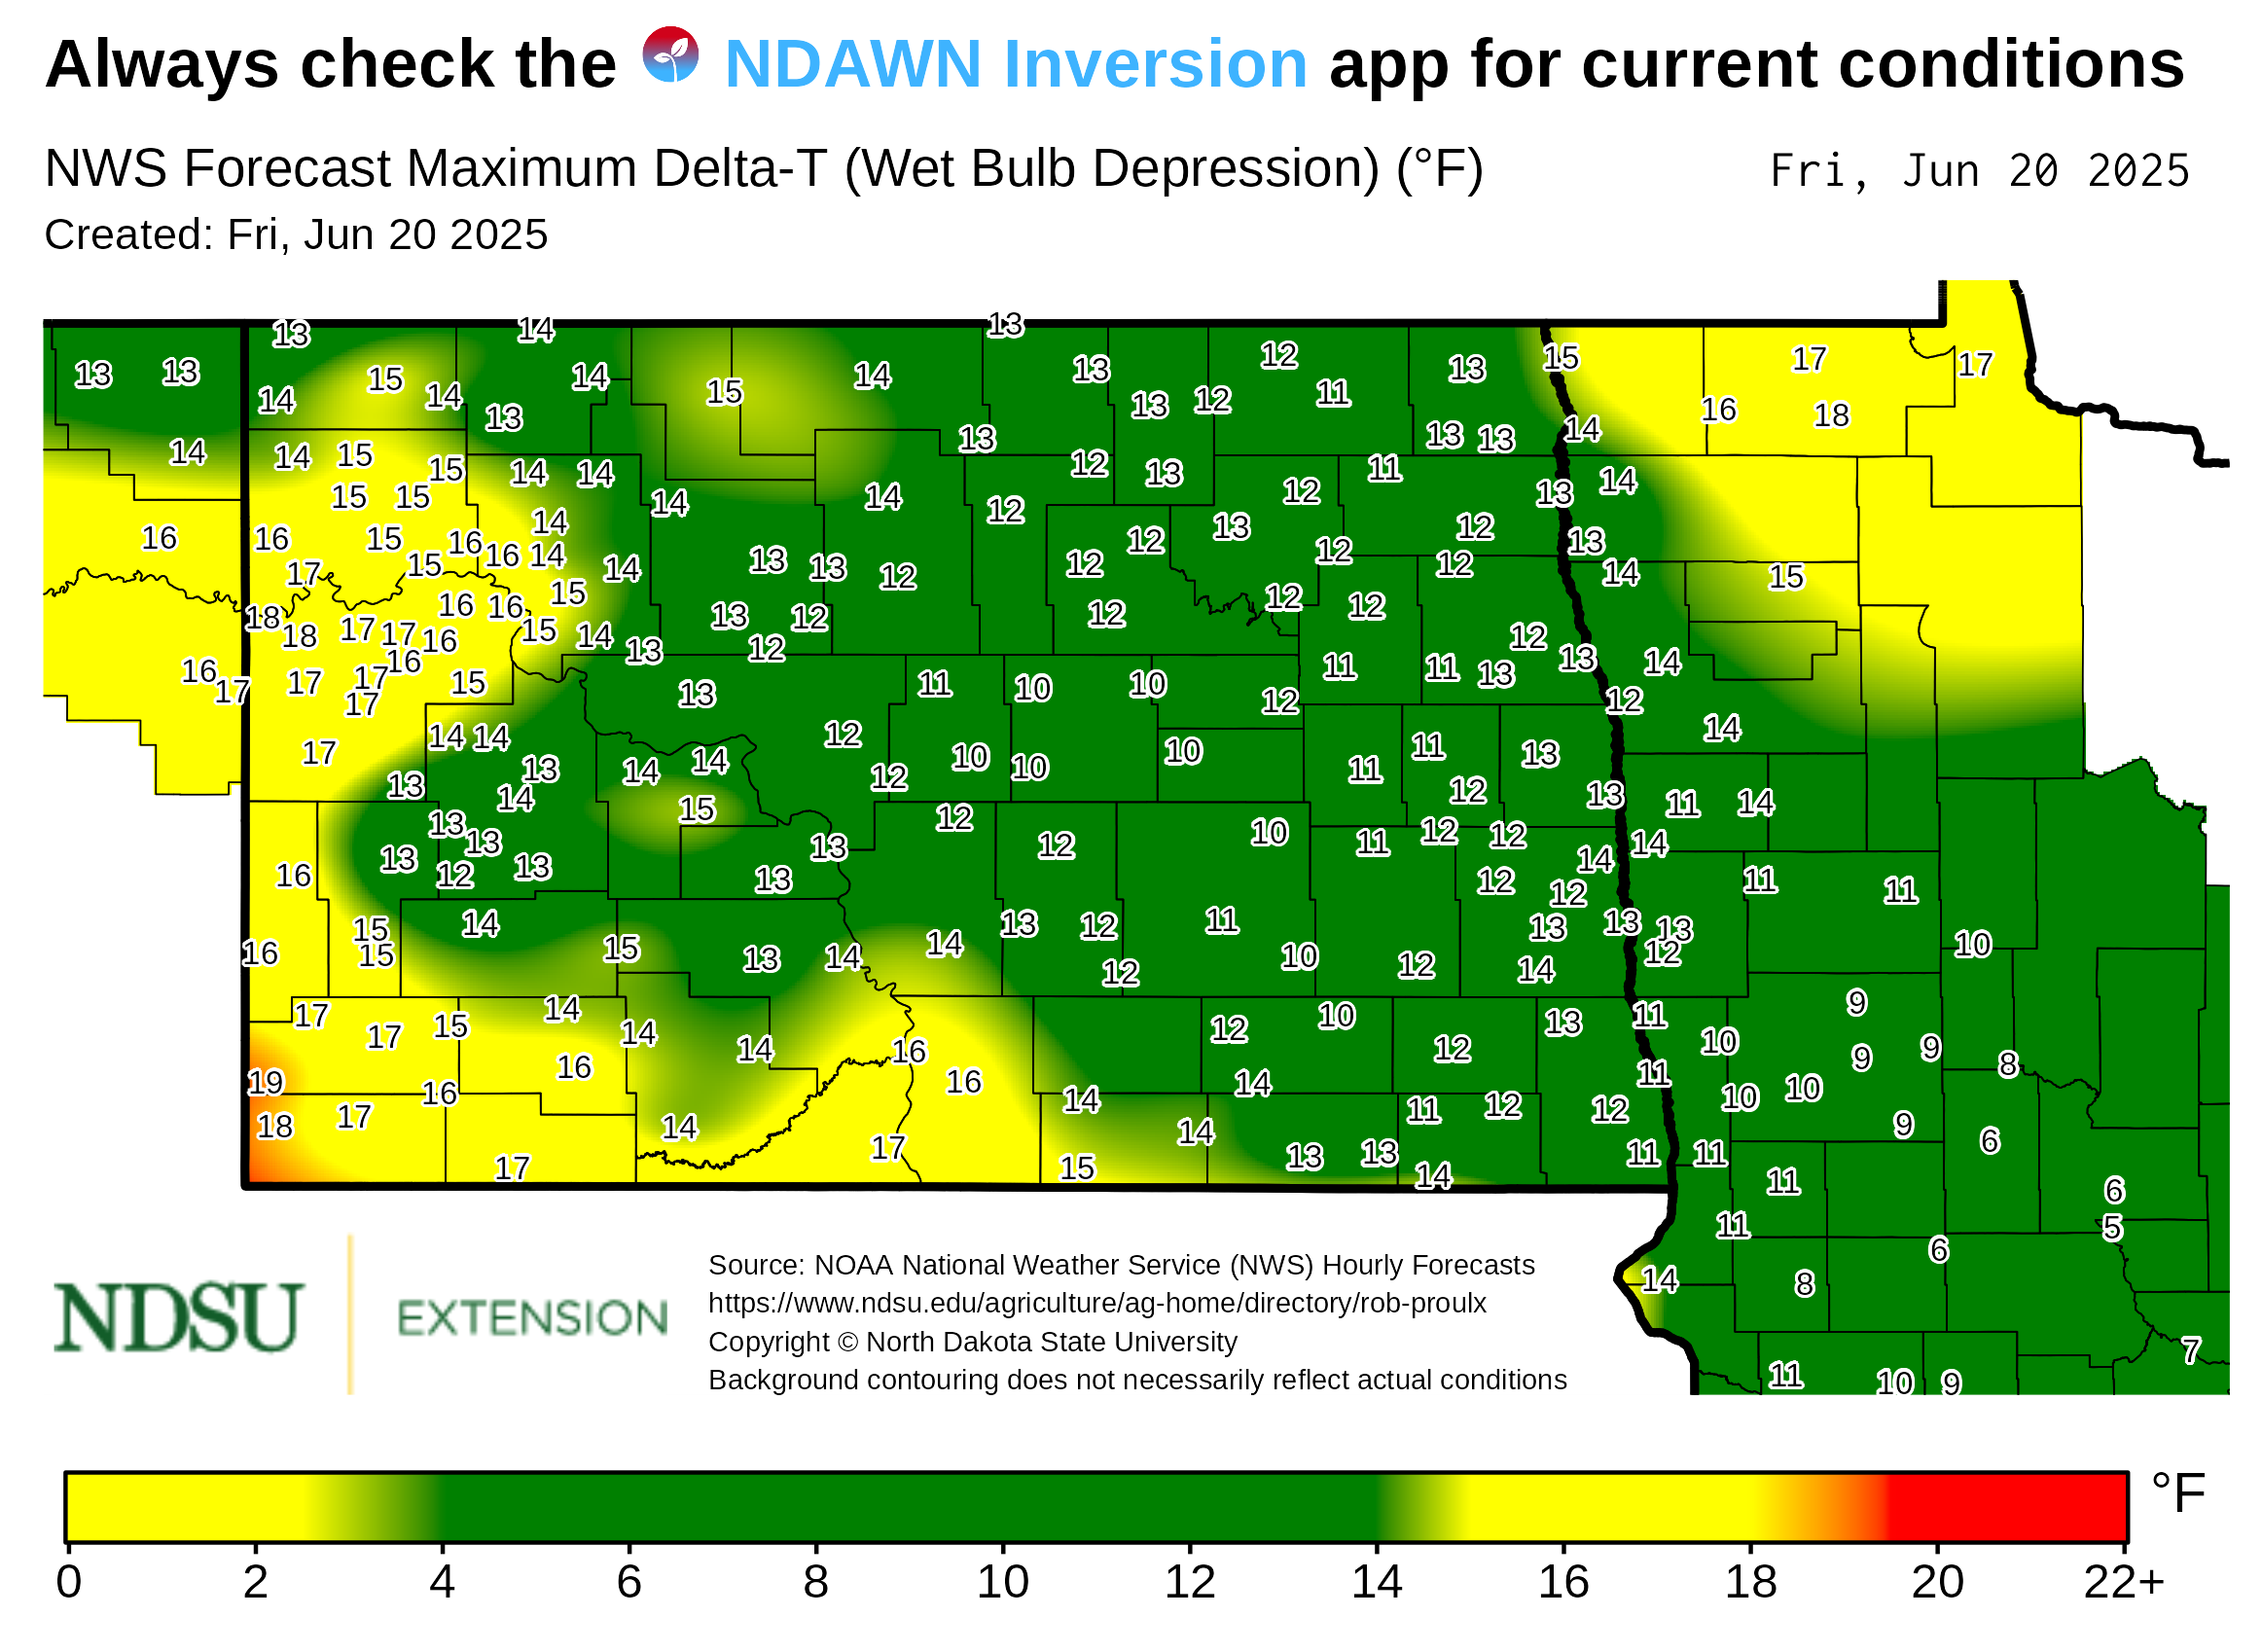 Always check the NDAWN Inversion app for current conditions
NWS Forecast Maximum Delta-T (Wet Bulb Depression) (°F) Fri, Jun 20 2025
Created: Fri, Jun 20 2025
13 14 13
13 13 15 14 14 15 14 13 12 13 15 17 17
14 13 13 12 11 16 18
14 14 15 15 14 14 13 12 13 11 13 13 14
15 15 14 14 12 12 13 14
16 16 15 16 16 14 14 12 13 12 13
17 15 15 14 13 13 12 12 12 12 14 15
18 18 17 17 16 16 16 15 14 13 12 12 12 12 12
16 17 17 17 16 15 13 13 12 11 10 10 12 11 11 13 13 14
17 17 14 14 14 14 12 10 10 10 11 13 12 14
13 13 14 15 12 12 11 12 13 11 14
16 13 13 13 12 13 13 13 12 10 11 12 12 14 14 11 11
16 15 15 14 15 13 14 14 13 12 11 12 12 13 13 13 12 10
17 17 15 14 14 14 16 12 10 12 14 13 11 10 9 9 9 8
19 18 17 16 16 14 16 14 12 14 11 12 12 11 10 10 9 6
17 17 15 14 13 13 14 11 11 11 6
11 6 5
14 8 7
11 10 9
NDSU EXTENSION
Source: NOAA National Weather Service (NWS) Hourly Forecasts
https://www.ndsu.edu/agriculture/ag-home/directory/rob-proulx
Copyright © North Dakota State University
Background contouring does not necessarily reflect actual conditions
°F
0 2 4 6 8 10 12 14 16 18 20 22+